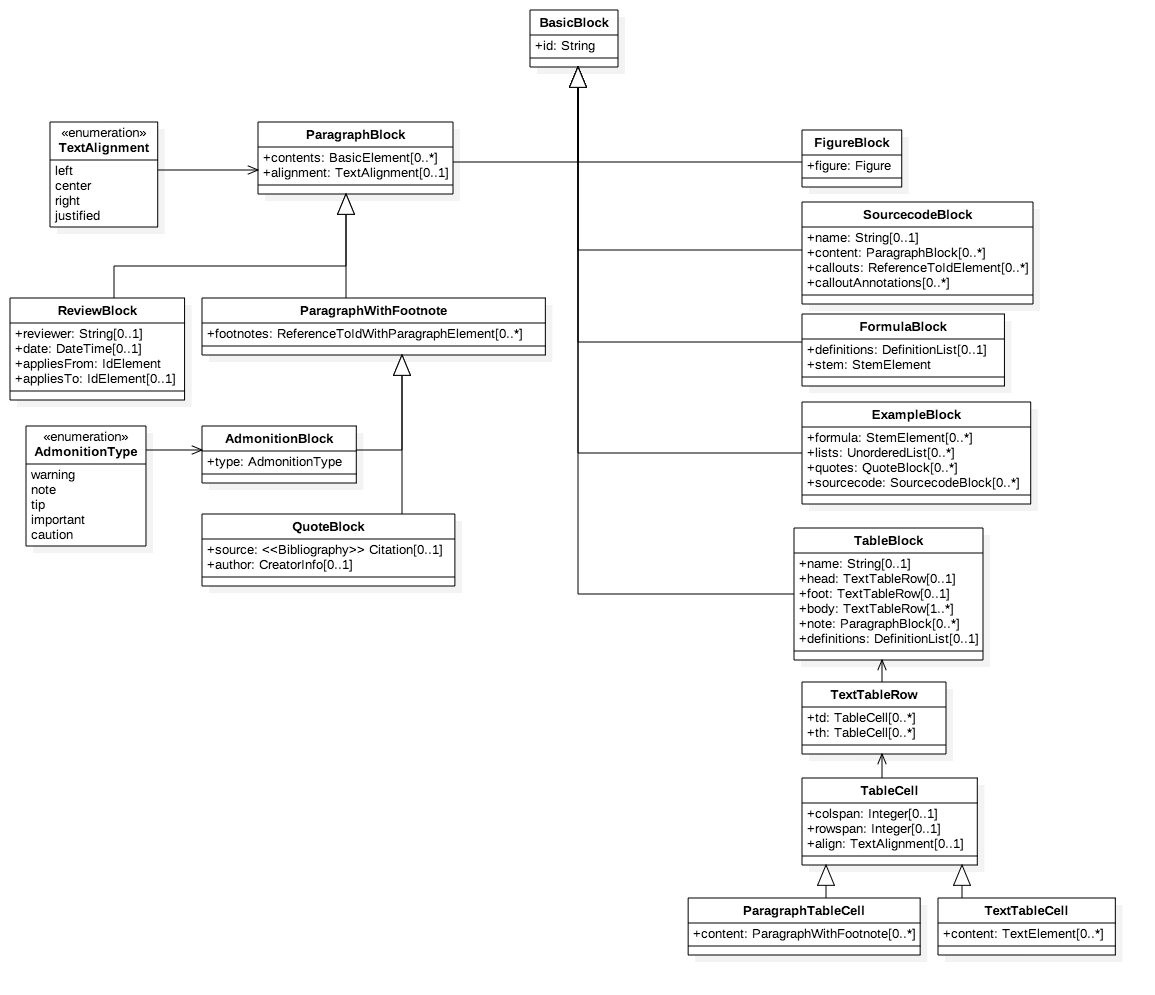 BasicBlock
+id: String
«enumeration»
TextAlignment
left
center
right
justified
ParagraphBlock
+contents: BasicElement[0..*]
+alignment: TextAlignment[0..1]
FigureBlock
+figure: Figure
SourcecodeBlock
+name: String[0..1]
+content: ParagraphBlock[0..*]
+callouts: ReferenceToIdElement[0..*]
+calloutAnnotations[0..*]
ReviewBlock
+reviewer: String[0..1]
+date: DateTime[0..1]
+appliesFrom: IdElement
+appliesTo: IdElement[0..1]
ParagraphWithFootnote
+footnotes: ReferenceToIdWithParagraphElement[0..*]
FormulaBlock
+definitions: DefinitionList[0..1]
+stem: StemElement
«enumeration»
AdmonitionType
warning
note
tip
important
caution
AdmonitionBlock
+type: AdmonitionType
ExampleBlock
+formula: StemElement[0..*]
+lists: UnorderedList[0..*]
+quotes: QuoteBlock[0..*]
+sourcecode: SourcecodeBlock[0..*]
QuoteBlock
+source: <<Bibliography>> Citation[0..1]
+author: CreatorInfo[0..1]
TableBlock
+name: String[0..1]
+head: TextTableRow[0..1]
+foot: TextTableRow[0..1]
+body: TextTableRow[1..*]
+note: ParagraphBlock[0..*]
+definitions: DefinitionList[0..1]
TextTableRow
+td: TableCell[0..*]
+th: TableCell[0..*]
TableCell
+colspan: Integer[0..1]
+rowspan: Integer[0..1]
+align: TextAlignment[0..1]
ParagraphTableCell
+content: ParagraphWithFootnote[0..*]
TextTableCell
+content: TextElement[0..*]